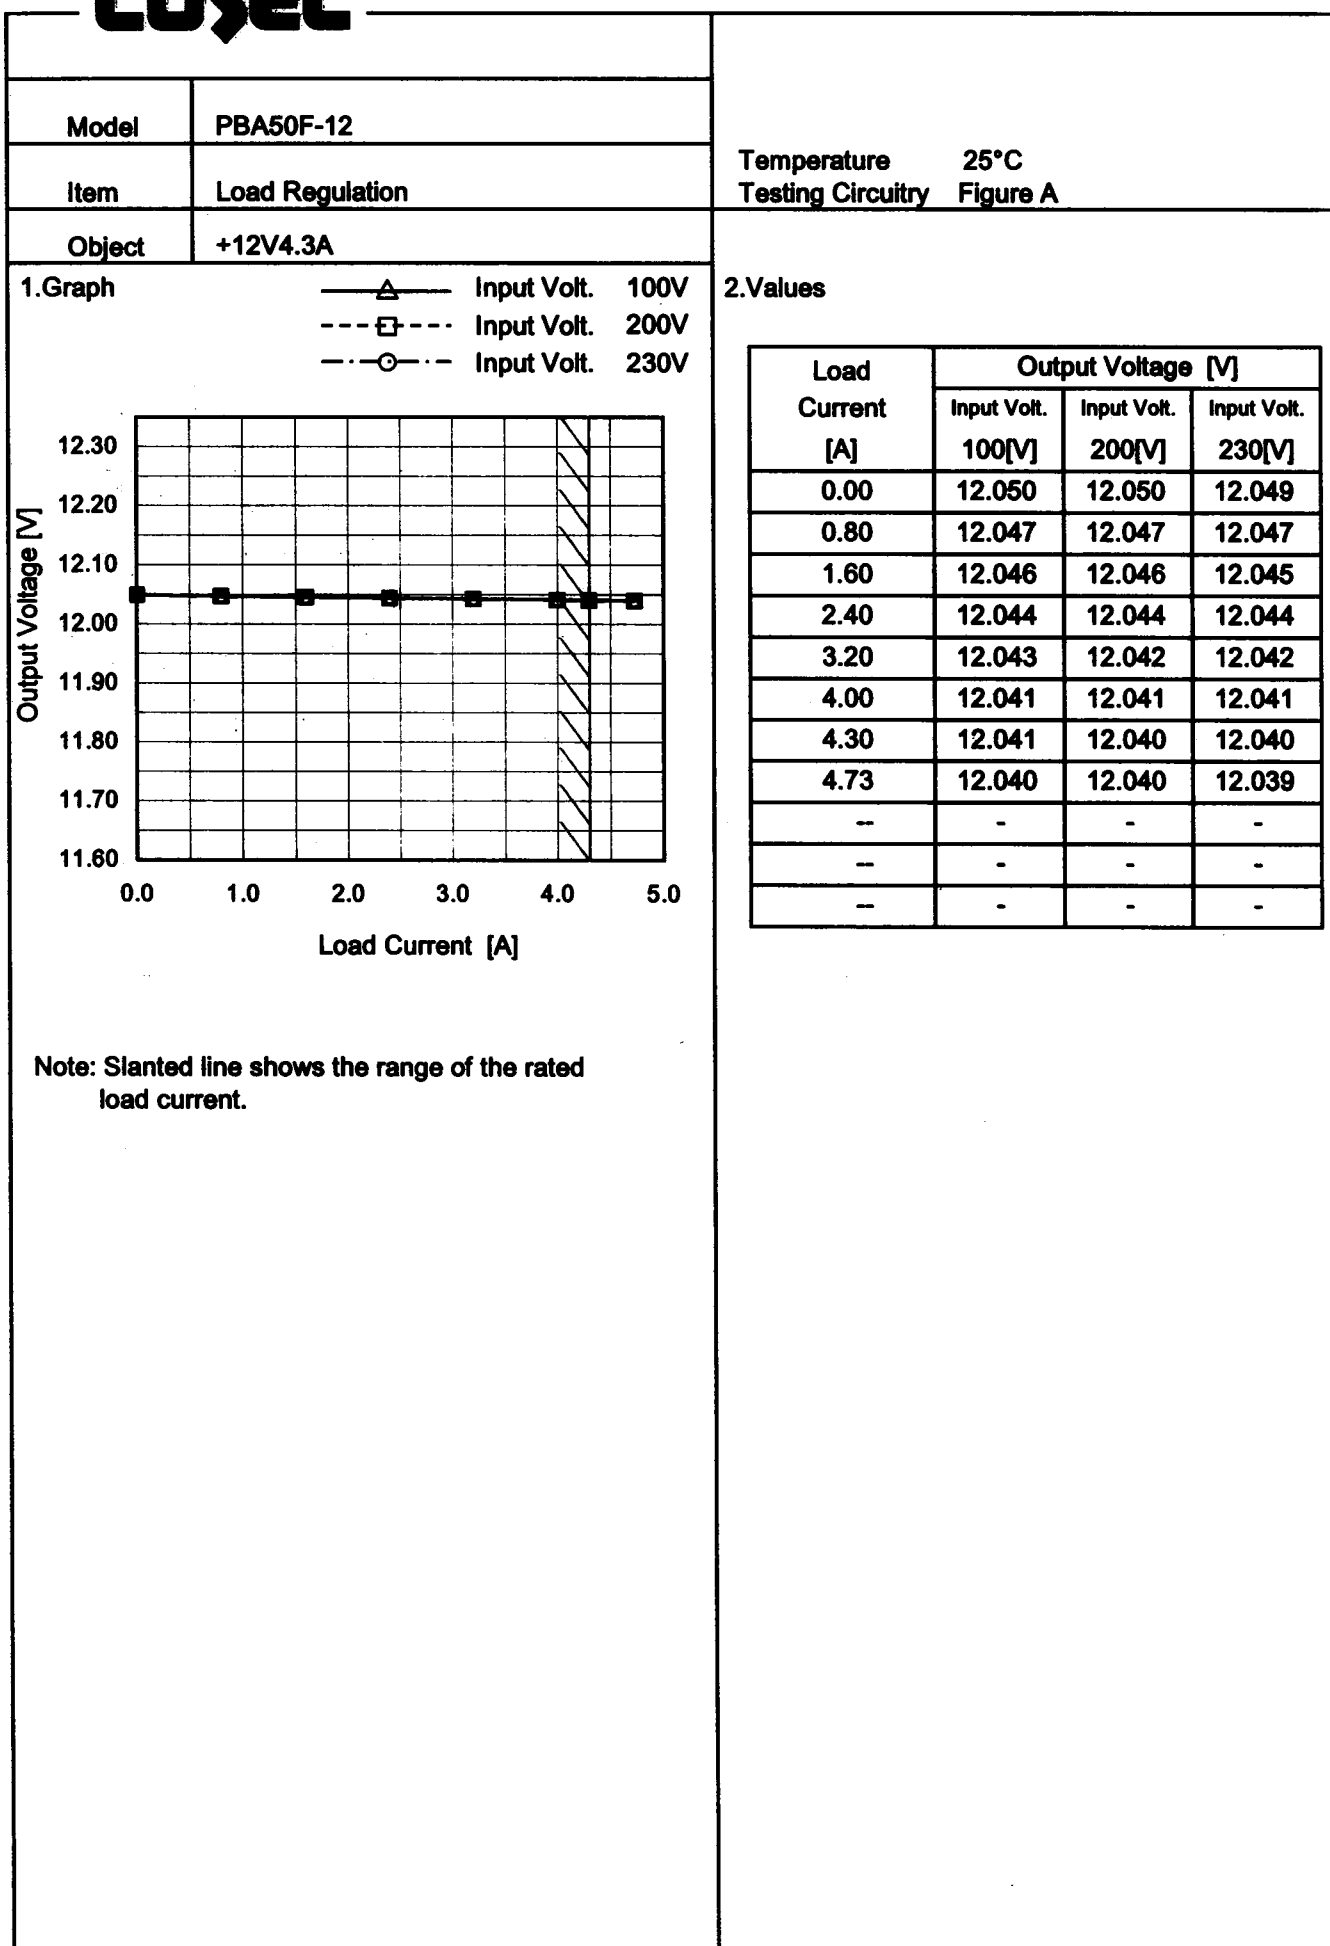 COSEL
Model PBA50F-12
Item Load Regulation
Object +12V4.3A
Temperature 25°C
Testing Circuitry Figure A
1.Graph
Input Volt. 100V
Input Volt. 200V
Input Volt. 230V
Output Voltage [V]
12.30
12.20
12.10
12.00
11.90
11.80
11.70
11.60
0.0 1.0 2.0 3.0 4.0 5.0
Load Current [A]
Note: Slanted line shows the range of the rated
load current.
2.Values
Load Output Voltage [V]
Current Input Volt. Input Volt. Input Volt.
[A] 100[V] 200[V] 230[V]
0.00 12.050 12.050 12.049
0.80 12.047 12.047 12.047
1.60 12.046 12.046 12.045
2.40 12.044 12.044 12.044
3.20 12.043 12.042 12.042
4.00 12.041 12.041 12.041
4.30 12.041 12.040 12.040
4.73 12.040 12.040 12.039
-- - - -
-- - - -
-- - - -